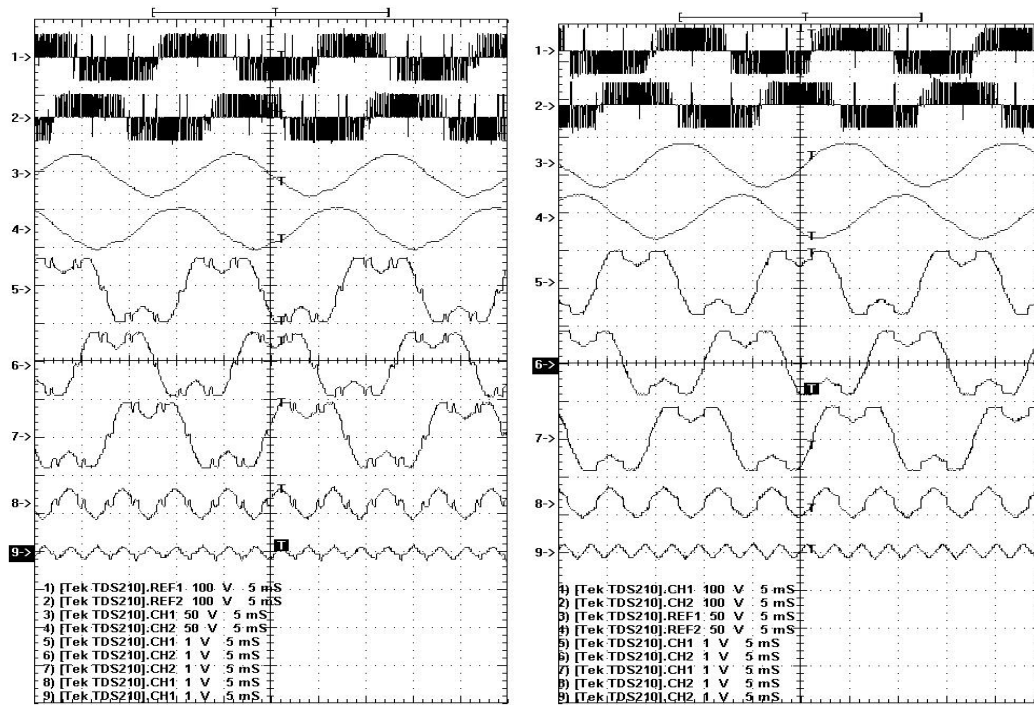 T
1->
2->
3->
T
4->
T
5->
T
T
6->
T
7->
T
8->
T
9->
1) [Tek TDS210].REF1 100 V 5 mS
2) [Tek TDS210].REF2 100 V 5 mS
3) [Tek TDS210].CH1 50 V 5 mS
4) [Tek TDS210].CH2 50 V 5 mS
5) [Tek TDS210].CH1 1 V 5 mS
6) [Tek TDS210].CH2 1 V 5 mS
7) [Tek TDS210].CH2 1 V 5 mS
8) [Tek TDS210].CH1 1 V 5 mS
9) [Tek TDS210].CH1 1 V 5 mS
T
1->
2->
3->
T
4->
T
T
5->
6->
T
7->
8->
T
9->
1) [Tek TDS210].CH1 100 V 5 mS
2) [Tek TDS210].CH2 100 V 5 mS
3) [Tek TDS210].REF1 50 V 5 mS
4) [Tek TDS210].REF2 50 V 5 mS
5) [Tek TDS210].CH1 1 V 5 mS
6) [Tek TDS210].CH2 1 V 5 mS
7) [Tek TDS210].CH1 1 V 5 mS
8) [Tek TDS210].CH2 1 V 5 mS
9) [Tek TDS210].CH2 1 V 5 mS